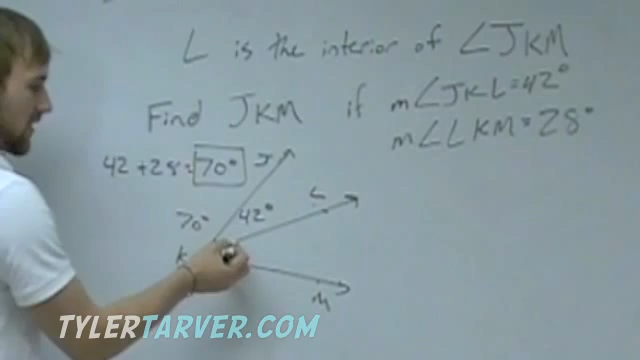 L is the interior of ∠JKM
Find JKM if m∠JKL=42°
m∠LKM=28°
42+28=70°
J
L
70° 42°
K
M
TYLERTARVER.COM